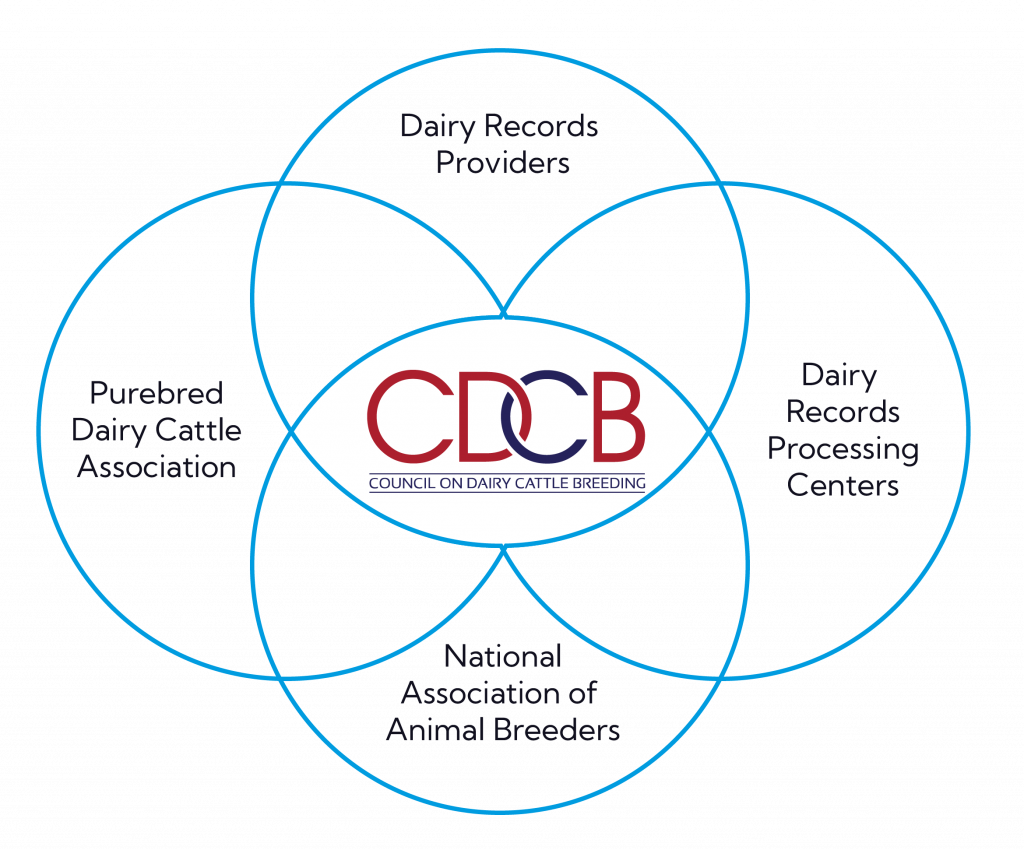 Dairy Records
Providers
Purebred
Dairy Cattle
Association
CDCB
COUNCIL ON DAIRY CATTLE BREEDING
Dairy
Records
Processing
Centers
National
Association of
Animal Breeders